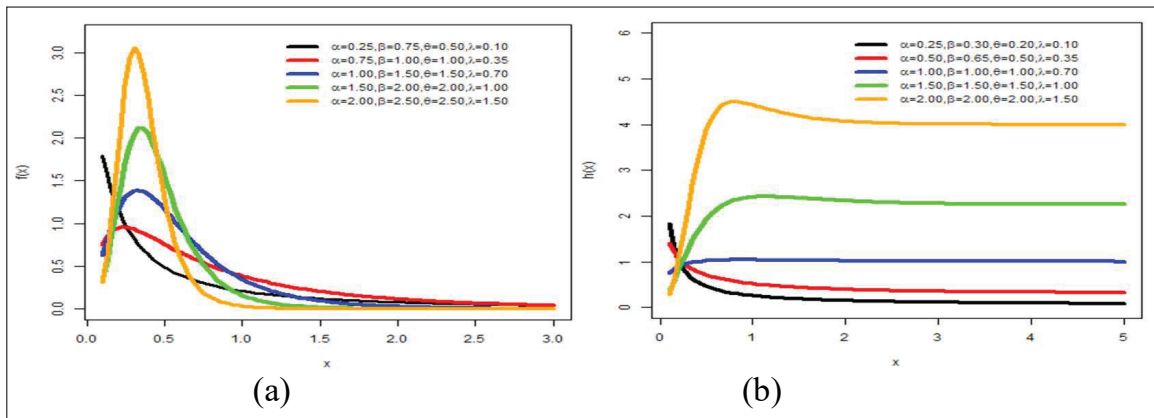 α=0.25,β=0.75,θ=0.50,λ=0.10
α=0.75,β=1.00,θ=1.00,λ=0.35
α=1.00,β=1.50,θ=1.50,λ=0.70
α=1.50,β=2.00,θ=2.00,λ=1.00
α=2.00,β=2.50,θ=2.50,λ=1.50
f(x)
3.0
2.5
2.0
1.5
1.0
0.5
0.0
0.0 0.5 1.0 1.5 2.0 2.5 3.0
x
(a)
α=0.25,β=0.30,θ=0.20,λ=0.10
α=0.50,β=0.65,θ=0.50,λ=0.35
α=1.00,β=1.00,θ=1.00,λ=0.70
α=1.50,β=1.50,θ=1.50,λ=1.00
α=2.00,β=2.00,θ=2.00,λ=1.50
h(x)
6
5
4
3
2
1
0
0 1 2 3 4 5
x
(b)